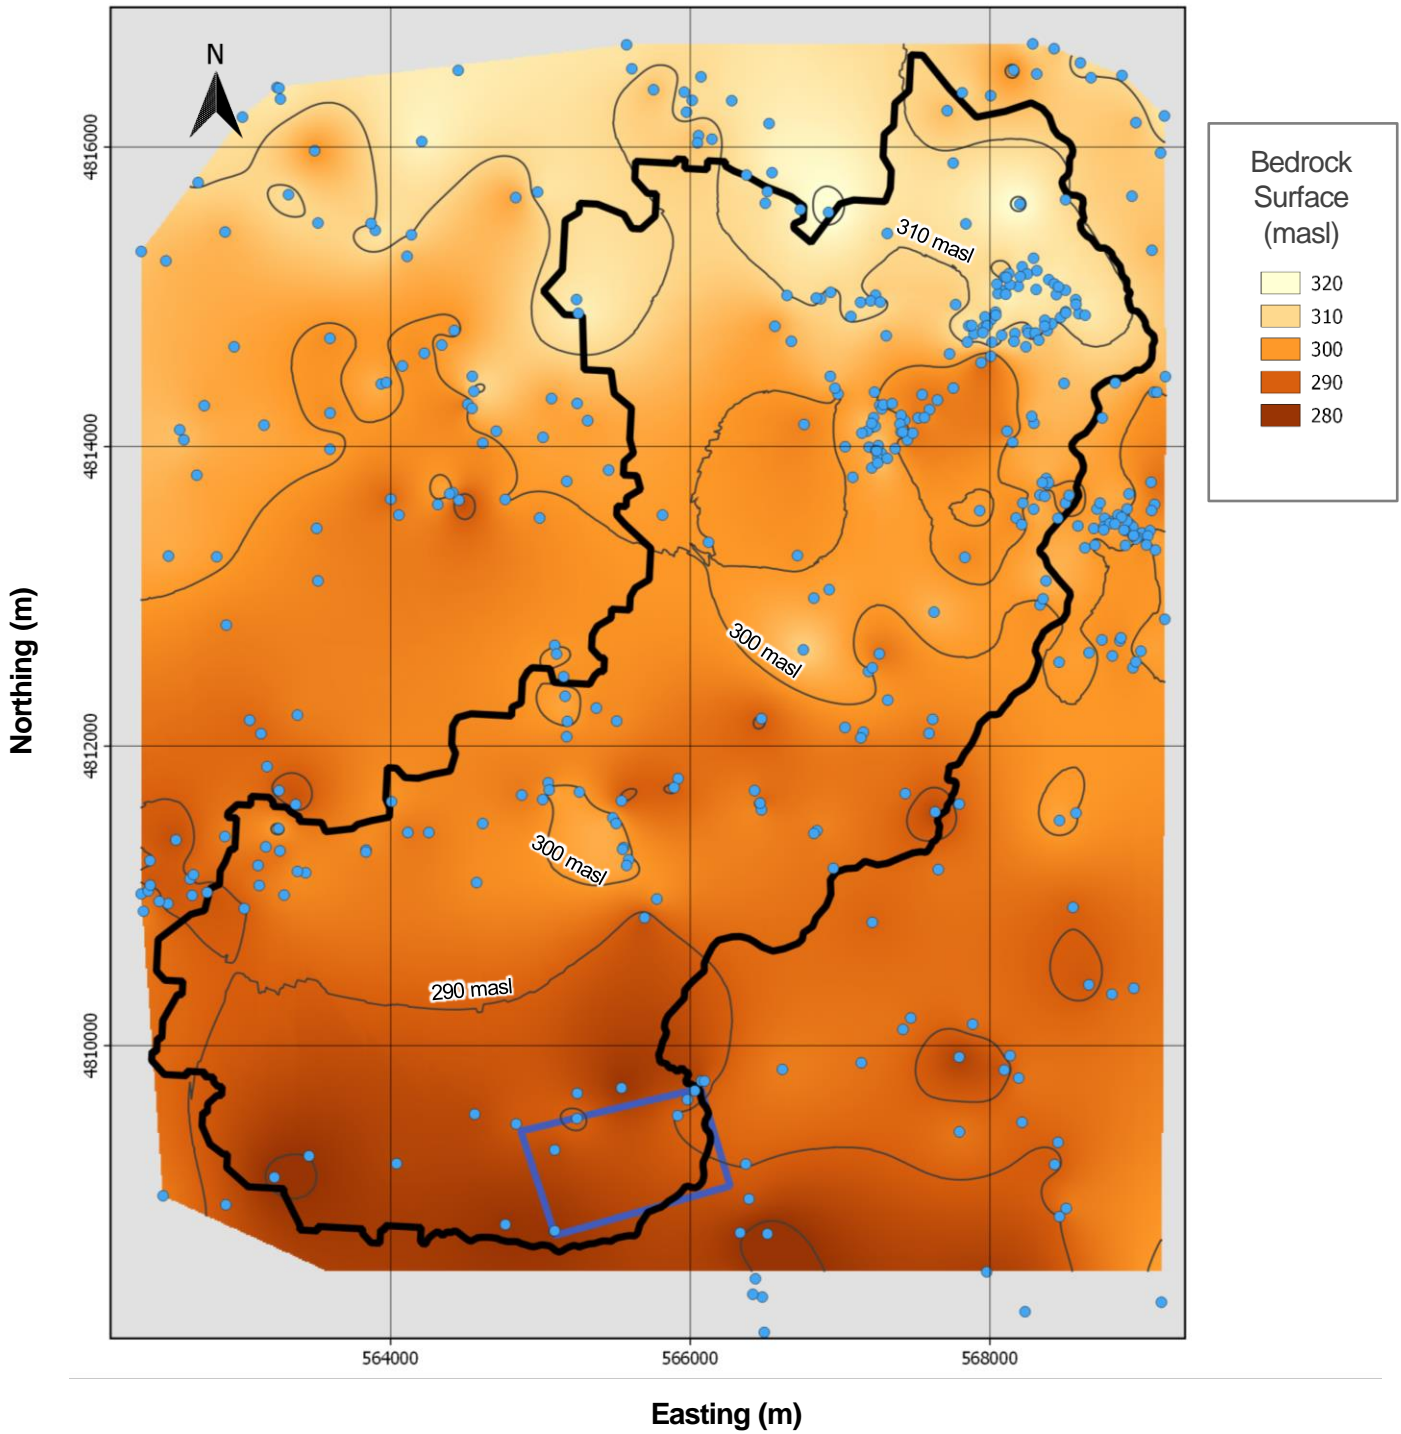 N
4816000
4814000
4812000
4810000
Northing (m)
310 masl
300 masl
300 masl
290 masl
564000
566000
568000
Easting (m)
Bedrock
Surface
(masl)
320
310
300
290
280